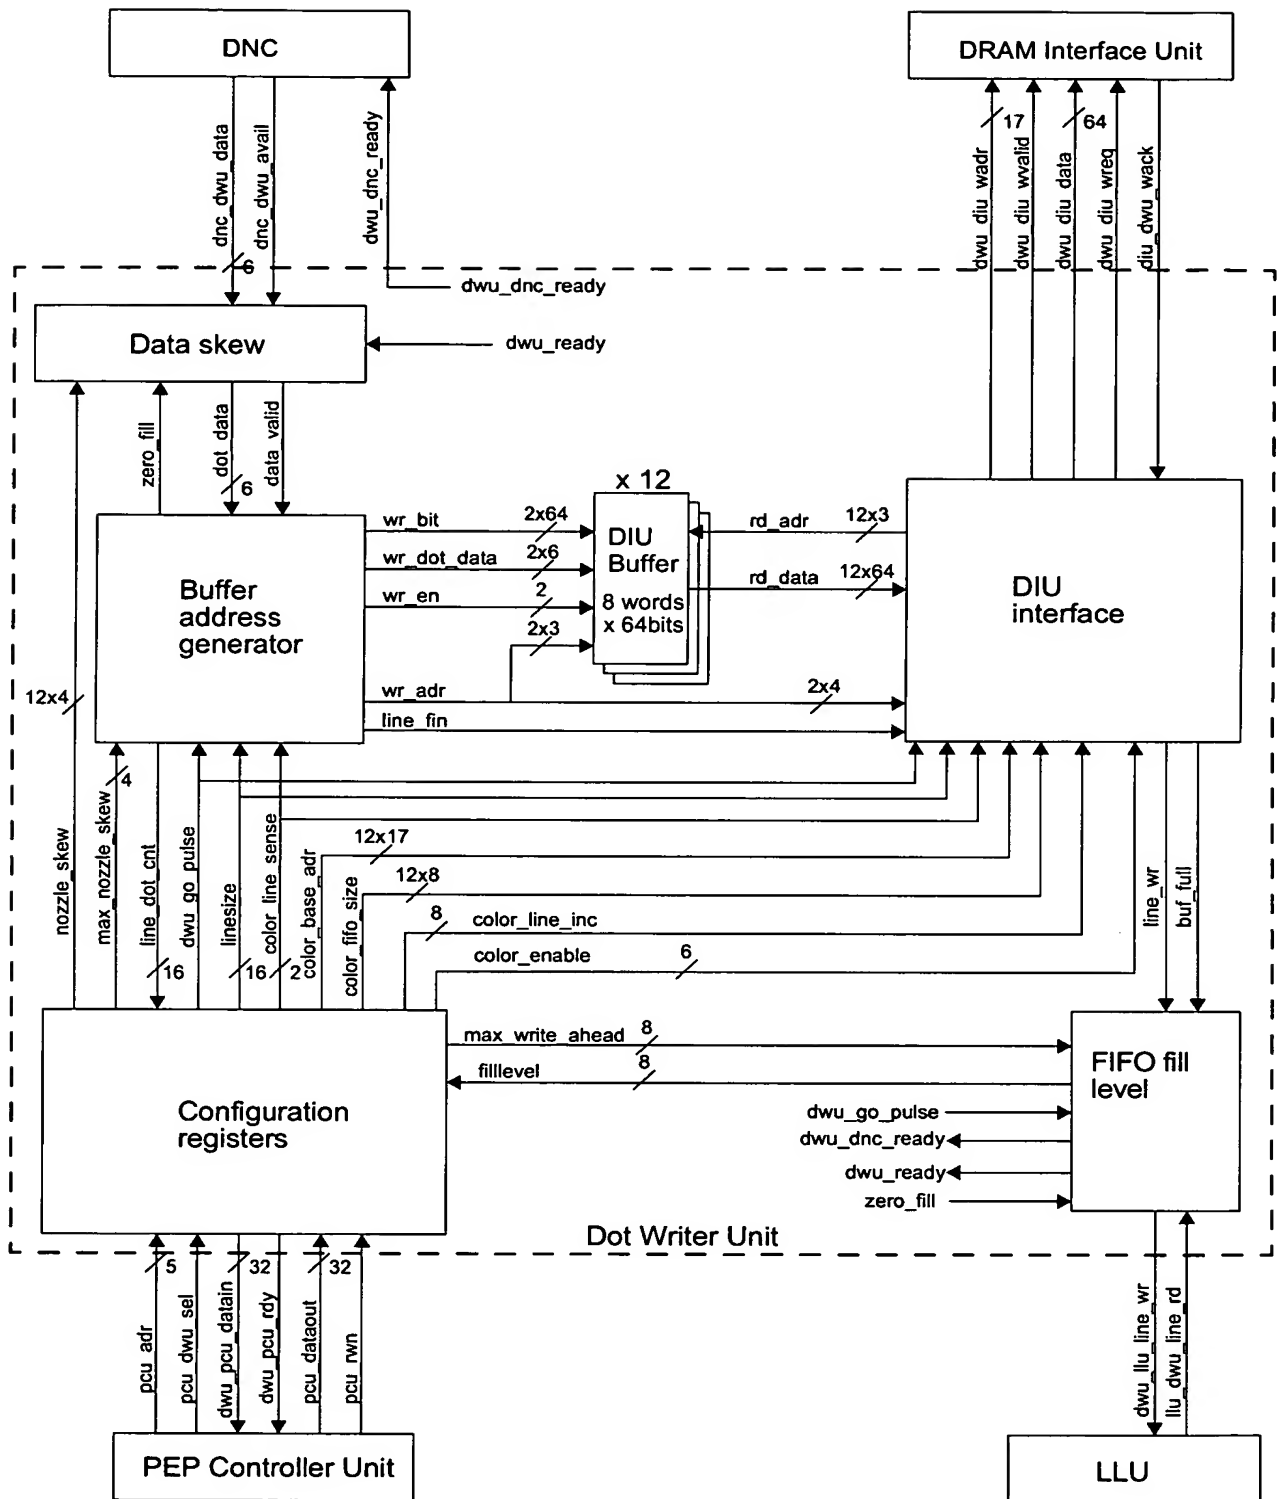 DNC
DRAM Interface Unit
dnc_dwu_data
dnc_dwu_avail
dwu_dnc_ready
6
dwu_diu_wadr
17
dwu_diu_wvalid
dwu_diu_data
64
dwu_diu_wreq
diu_dwu_wack
dwu_dnc_ready
Data skew
dwu_ready
zero_fill
dot_data
6
data_valid
x 12
Buffer
address
generator
wr_bit
2x64
wr_dot_data
2x6
wr_en
2
2x3
wr_adr
2x4
line_fin
DIU
Buffer
8 words
x 64bits
rd_adr
12x3
rd_data
12x64
DIU
interface
12x4
nozzle_skew
4
max_nozzle_skew
line_dot_cnt
16
dwu_go_pulse
linesize
16
color_line_sense
2
color_base_adr
12x17
color_fifo_size
12x8
8
color_line_inc
color_enable
6
line_wr
buf_full
Configuration
registers
max_write_ahead
8
filllevel
8
FIFO fill
level
dwu_go_pulse
dwu_dnc_ready
dwu_ready
zero_fill
Dot Writer Unit
pcu_adr
5
pcu_dwu_sel
dwu_pcu_datain
32
dwu_pcu_rdy
pcu_dataout
32
pcu_rwn
dwu_llu_line_wr
llu_dwu_line_rd
PEP Controller Unit
LLU